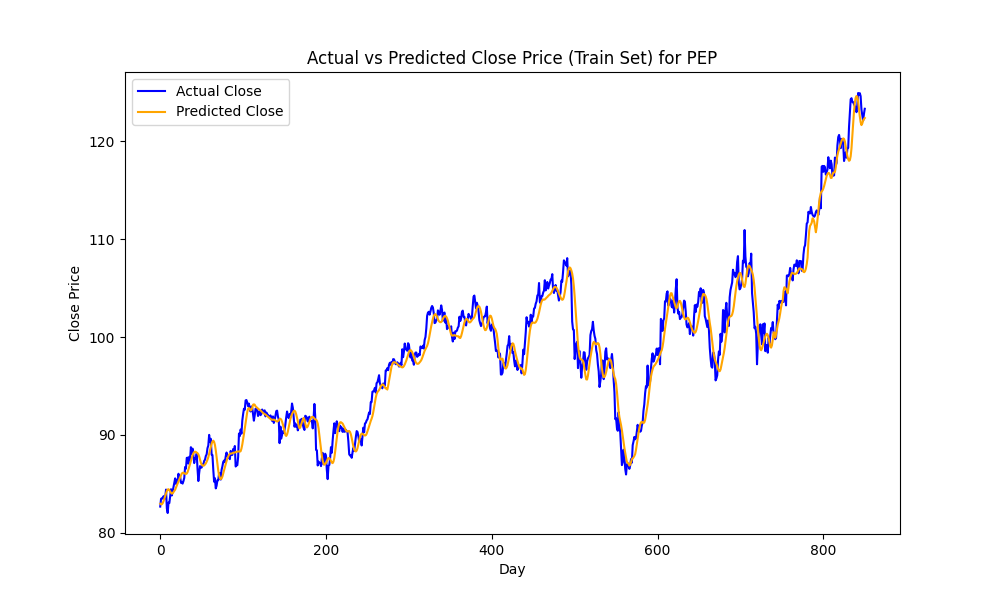 Actual vs Predicted Close Price (Train Set) for PEP
Actual Close
Predicted Close
120
110
100
90
80
Close Price
0 200 400 600 800
Day